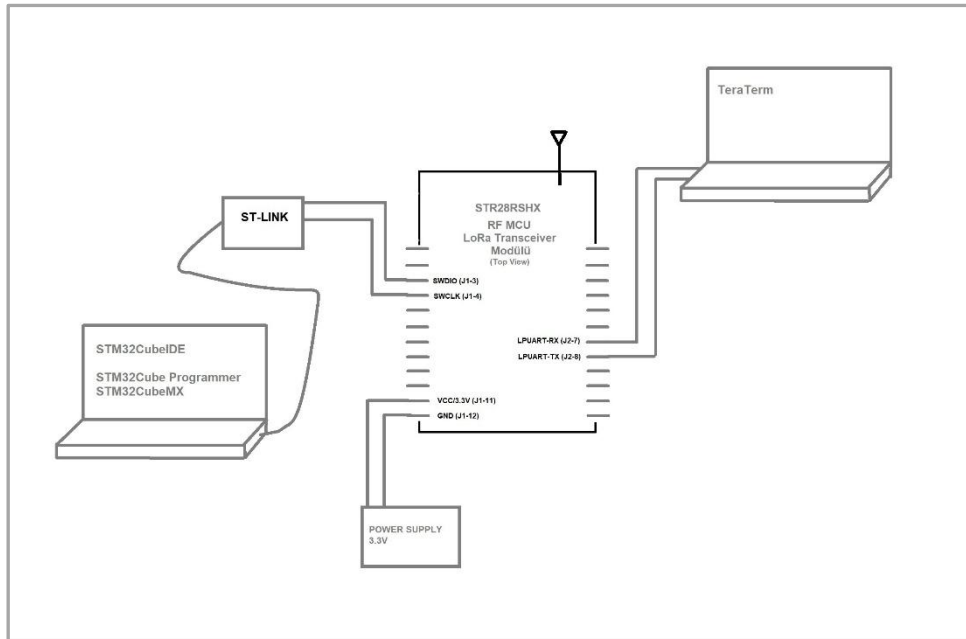 TeraTerm
STR28RSHX
RF MCU
LoRa Transceiver
Modülü
(Top View)
ST-LINK
SWDIO (J1-3)
SWCLK (J1-4)
LPUART-RX (J2-7)
LPUART-TX (J2-8)
STM32CubeIDE
STM32Cube Programmer
STM32CubeMX
VCC/3.3V (J1-11)
GND (J1-12)
POWER SUPPLY
3.3V